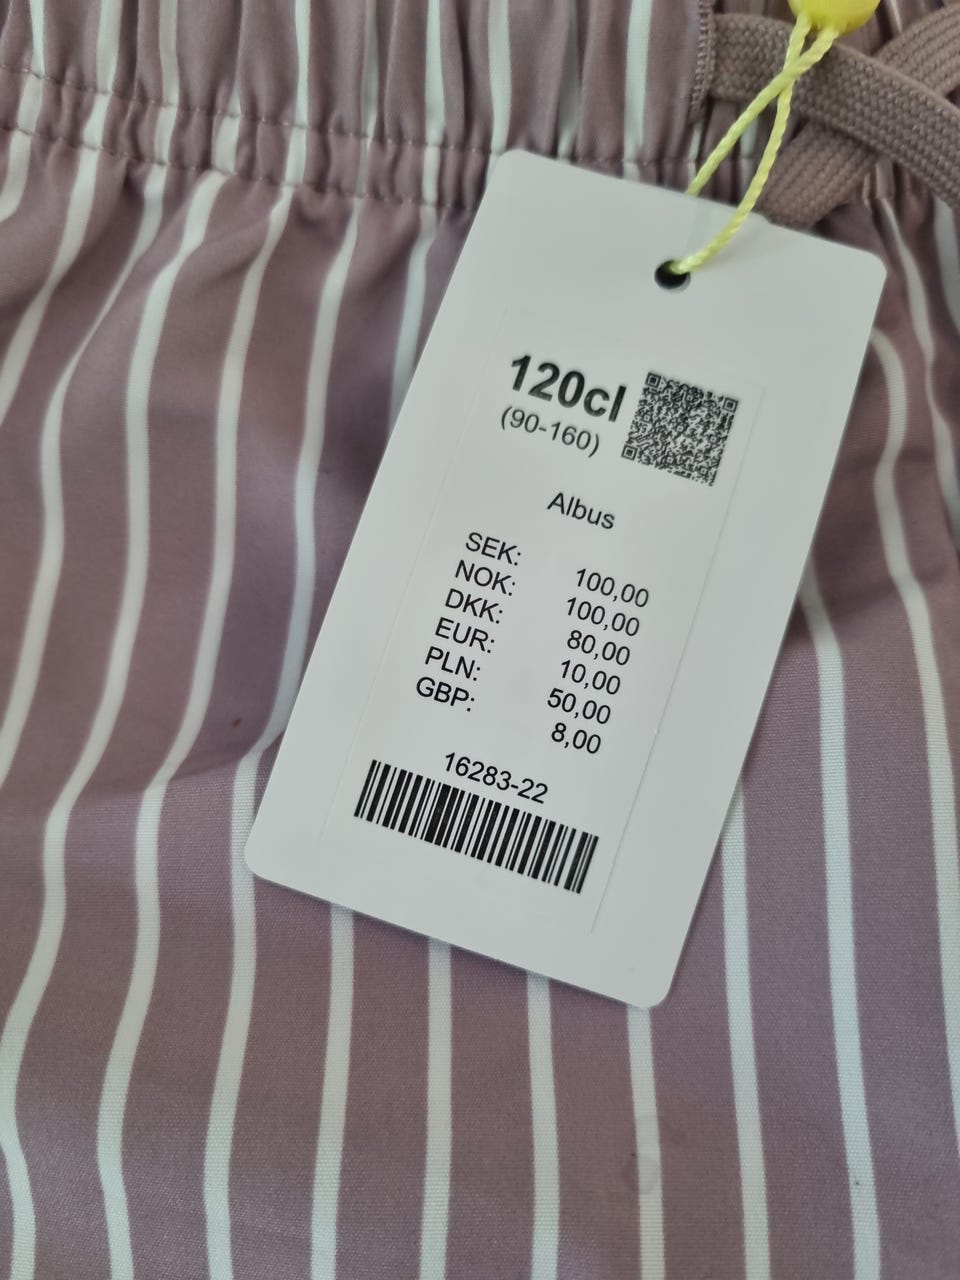 120cl
(90-160)
Albus
SEK: 100,00
NOK: 100,00
DKK: 80,00
EUR: 10,00
PLN: 50,00
GBP: 8,00
16283-22